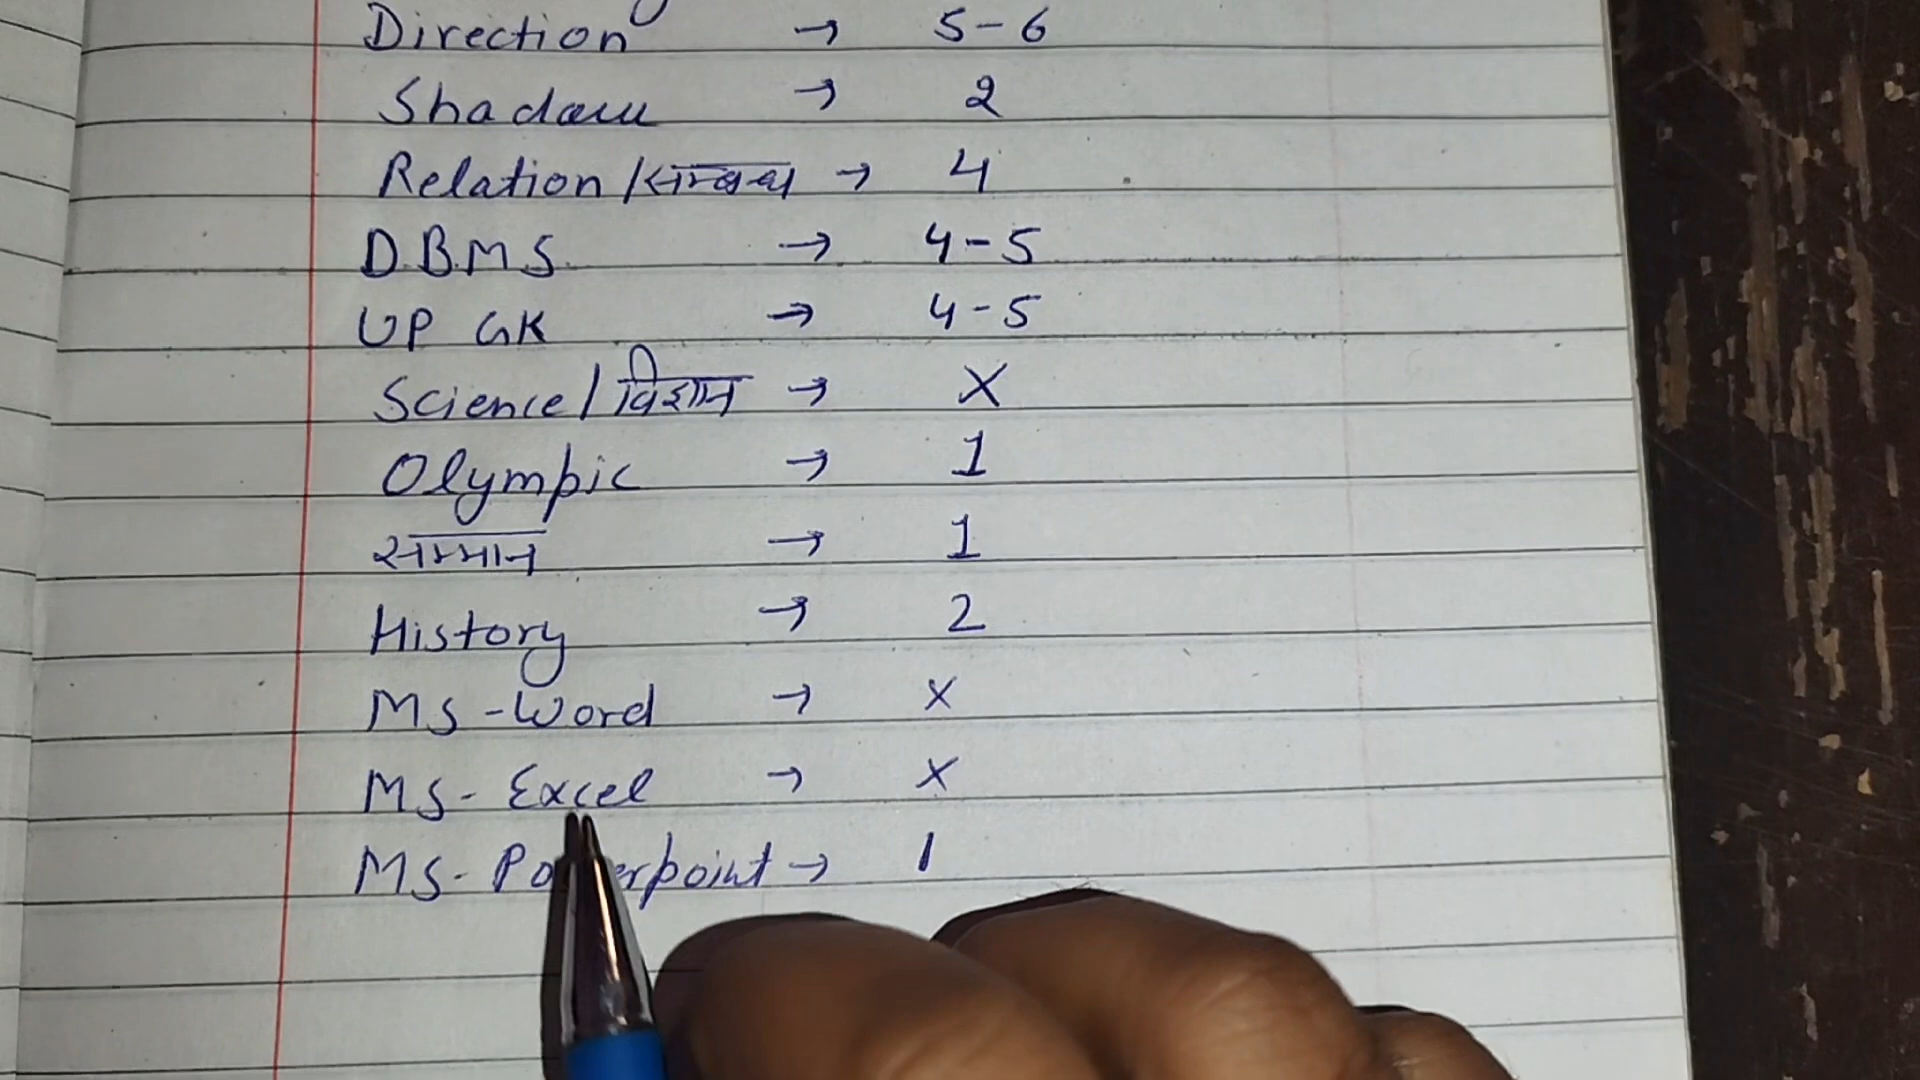 Direction → 5-6
Shadow → 2
Relation / सम्बन्ध → 4
D.B.M.S. → 4-5
UP GK → 4-5
Science / विज्ञान → X
Olympic → 1
सम्मान → 1
History → 2
MS-Word → X
MS-Excel → X
MS-Powerpoint → 1